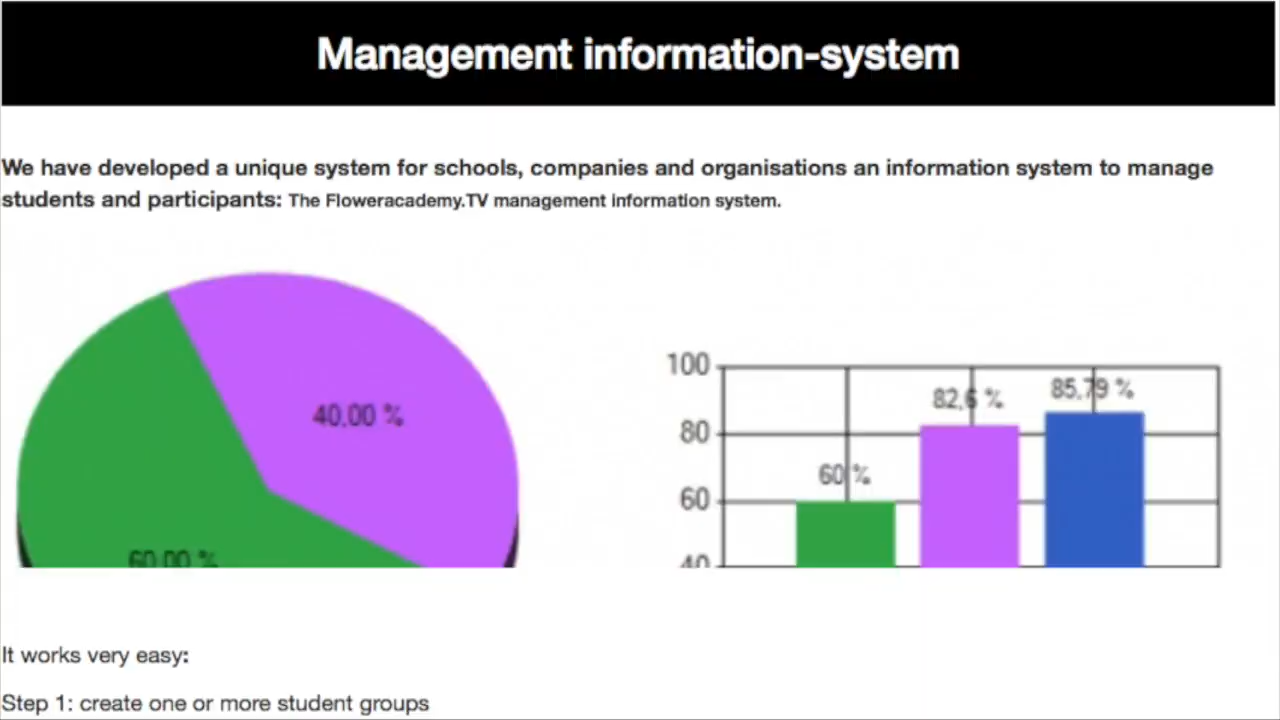 Management information-system
We have developed a unique system for schools, companies and organisations an information system to manage
students and participants: The Floweracademy.TV management information system.
40,00 %
60,00 %
100
80
60
40
60 %
82,6 %
85,79 %
It works very easy:
Step 1: create one or more student groups